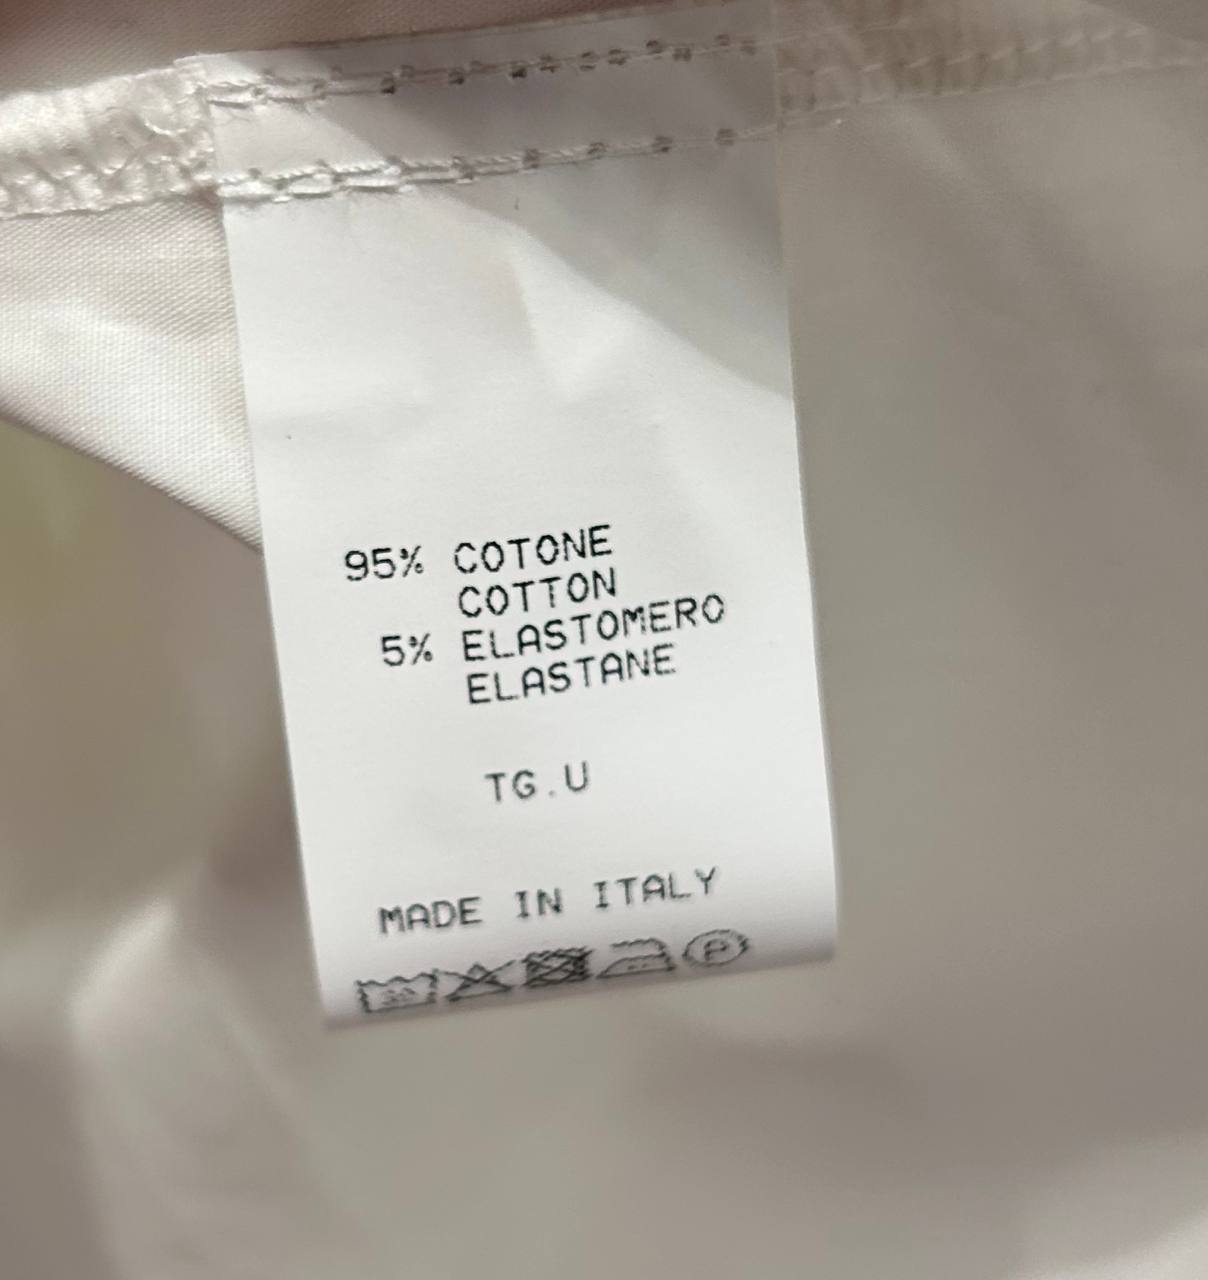 95% COTONE
COTTON
5% ELASTOMERO
ELASTANE
TG.U
MADE IN ITALY
P